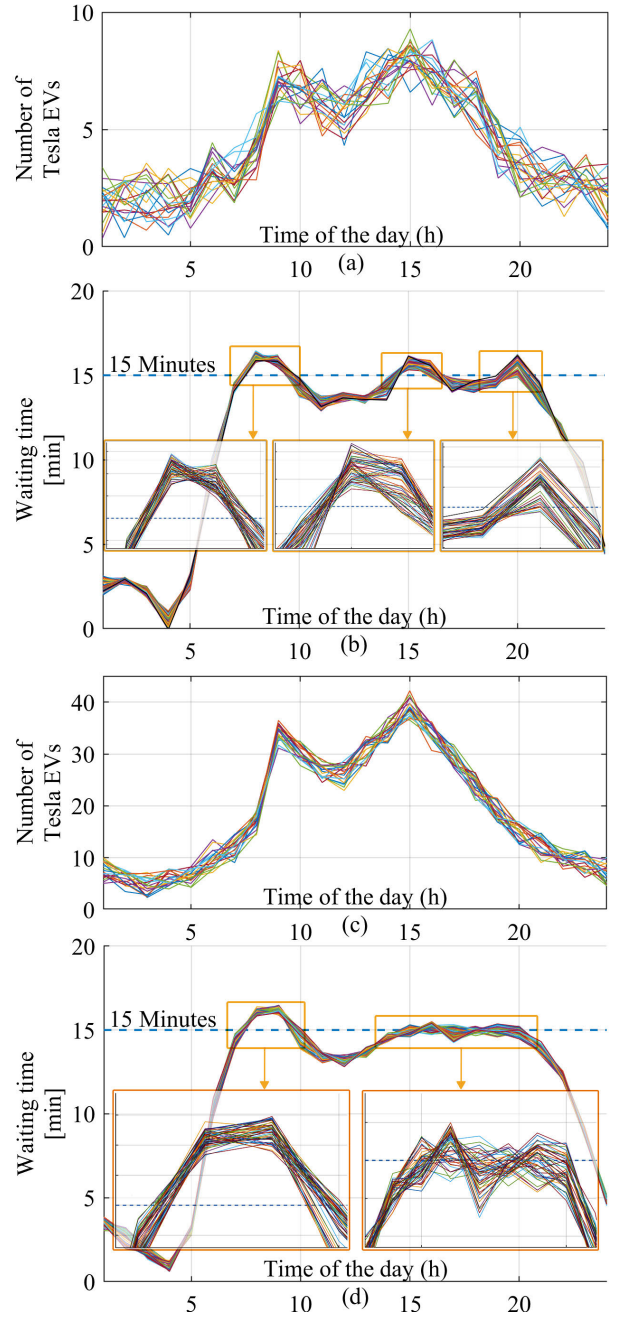 10
Number of
Tesla EVs
5
0
Time of the day (h)
5
10
15
20
(a)
20
15 Minutes
15
Waiting time
[min]
10
5
0
Time of the day (h)
5
10
15
20
(b)
40
Number of
Tesla EVs
30
20
10
0
Time of the day (h)
5
10
15
20
(c)
20
15 Minutes
15
Waiting time
[min]
10
5
0
Time of the day (h)
5
10
15
20
(d)